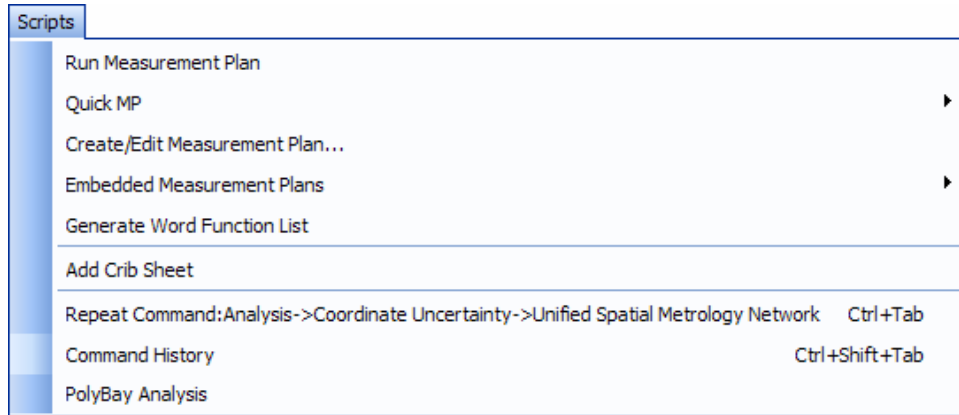 Scripts
Run Measurement Plan
Quick MP
Create/Edit Measurement Plan...
Embedded Measurement Plans
Generate Word Function List
Add Crib Sheet
Repeat Command:Analysis->Coordinate Uncertainty->Unified Spatial Metrology Network Ctrl+Tab
Command History Ctrl+Shift+Tab
PolyBay Analysis